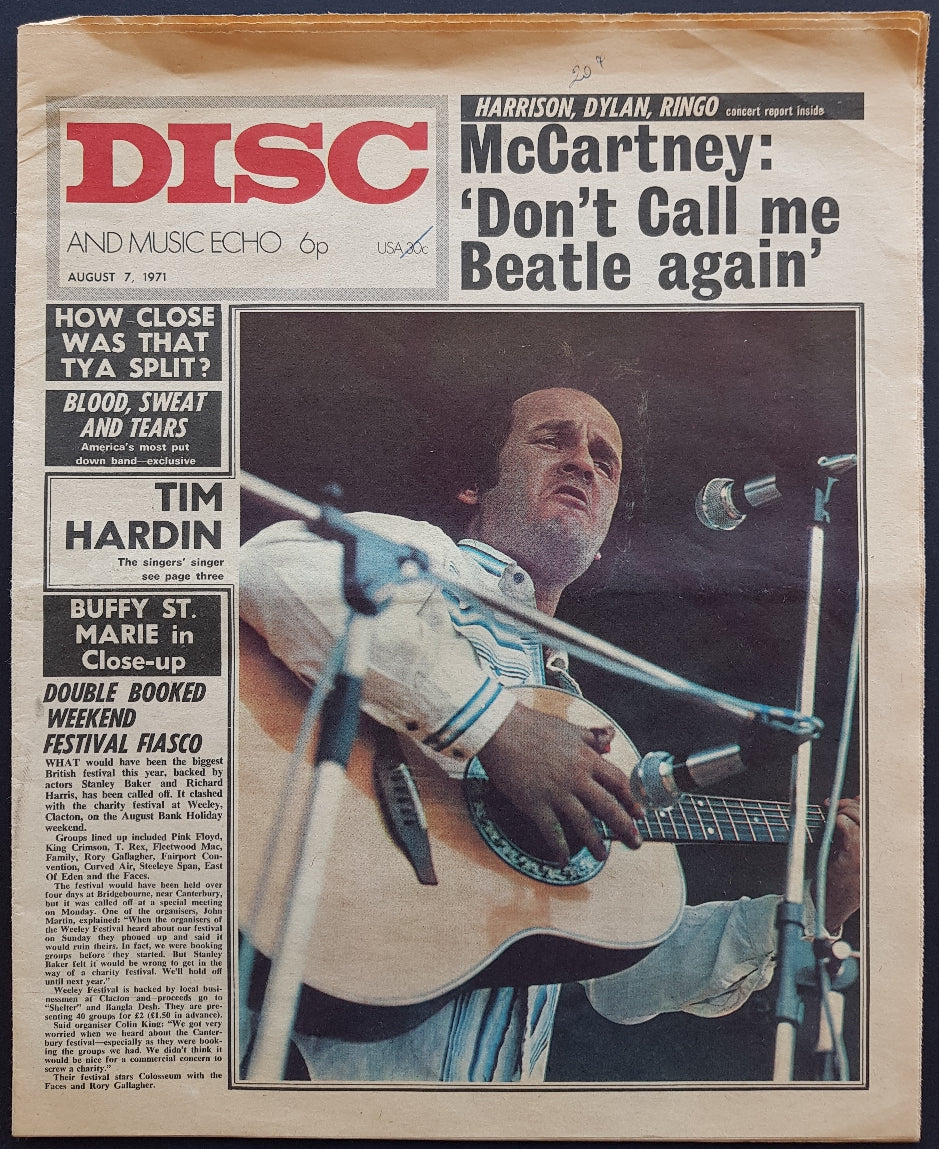 20 p
DISC
AND MUSIC ECHO 6p
USA 30c
AUGUST 7, 1971
HARRISON, DYLAN, RINGO concert report inside
McCartney:
‘Don’t Call me
Beatle again’
HOW CLOSE
WAS THAT
TYA SPLIT?
BLOOD, SWEAT
AND TEARS
America's most put
down band—exclusive
TIM
HARDIN
The singers' singer
see page three
BUFFY ST.
MARIE in
Close-up
DOUBLE BOOKED
WEEKEND
FESTIVAL FIASCO
WHAT would have been the biggest
British festival this year, backed by
actors Stanley Baker and Richard
Harris, has been called off. It clashed
with the charity festival at Weeley,
Clacton, on the August Bank Holiday
weekend.
Groups lined up included Pink Floyd,
King Crimson, T. Rex, Fleetwood Mac,
Family, Rory Gallagher, Fairport Con-
vention, Curved Air, Steeleye Span, East
Of Eden and the Faces.
The festival would have been held over
four days at Bridgebourne, near Canterbury,
but it was called off at a special meeting
on Monday. One of the organisers, John
Martin, explained: "When the organisers of
the Weeley Festival heard about our festival
on Sunday they phoned up and said it
would ruin theirs. In fact, we were booking
groups before they started. But Stanley
Baker felt it would be wrong to get in the
way of a charity festival. We'll hold off
until next year."
Weeley Festival is backed by local busi-
nessmen at Clacton and proceeds go to
"Shelter" and Bangla Desh. They are pre-
senting 40 groups for £2 (£1.50 in advance).
Said organiser Colin King: "We got very
worried when we heard about the Canter-
bury festival—especially as they were book-
ing the groups we had. We didn't think it
would be nice for a commercial concern to
screw a charity."
Their festival stars Colosseum with the
Faces and Rory Gallagher.